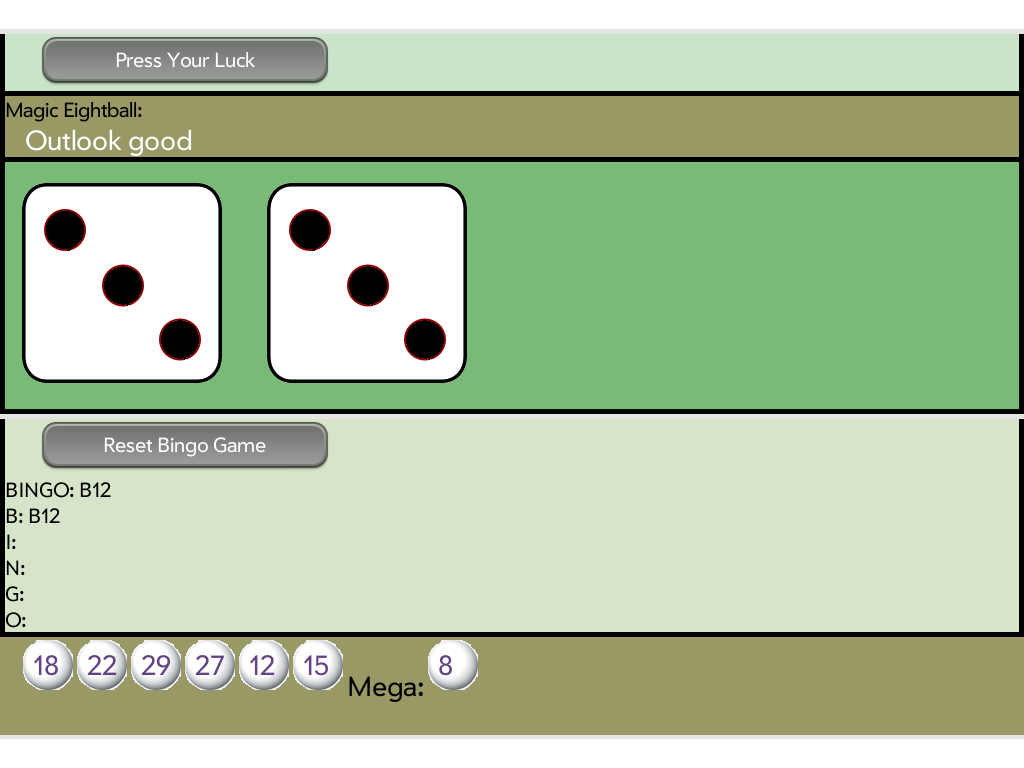 Press Your Luck
Magic Eightball:
Outlook good
Reset Bingo Game
BINGO: B12
B: B12
I:
N:
G:
O:
18 22 29 27 12 15 Mega: 8